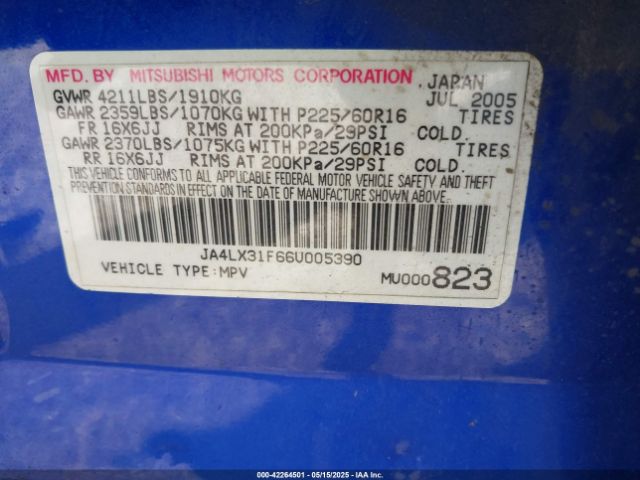 MFD. BY MITSUBISHI MOTORS CORPORATION JAPAN
GVWR 4211LBS/1910KG JUL 2005
GAWR 2359LBS/1070KG WITH P225/60R16 TIRES
FR 16X6JJ RIMS AT 200KPa/29PSI COLD.
GAWR 2370LBS/1075KG WITH P225/60R16 TIRES
RR 16X6JJ RIMS AT 200KPa/29PSI COLD.
THIS VEHICLE CONFORMS TO ALL APPLICABLE FEDERAL MOTOR VEHICLE SAFETY AND THEFT
PREVENTION STANDARDS IN EFFECT ON THE DATE OF MANUFACTURE SHOWN ABOVE.
JA4LX31F66U005390
VEHICLE TYPE:MPV MU000823
000-42264501 - 05/15/2025 - IAA Inc.